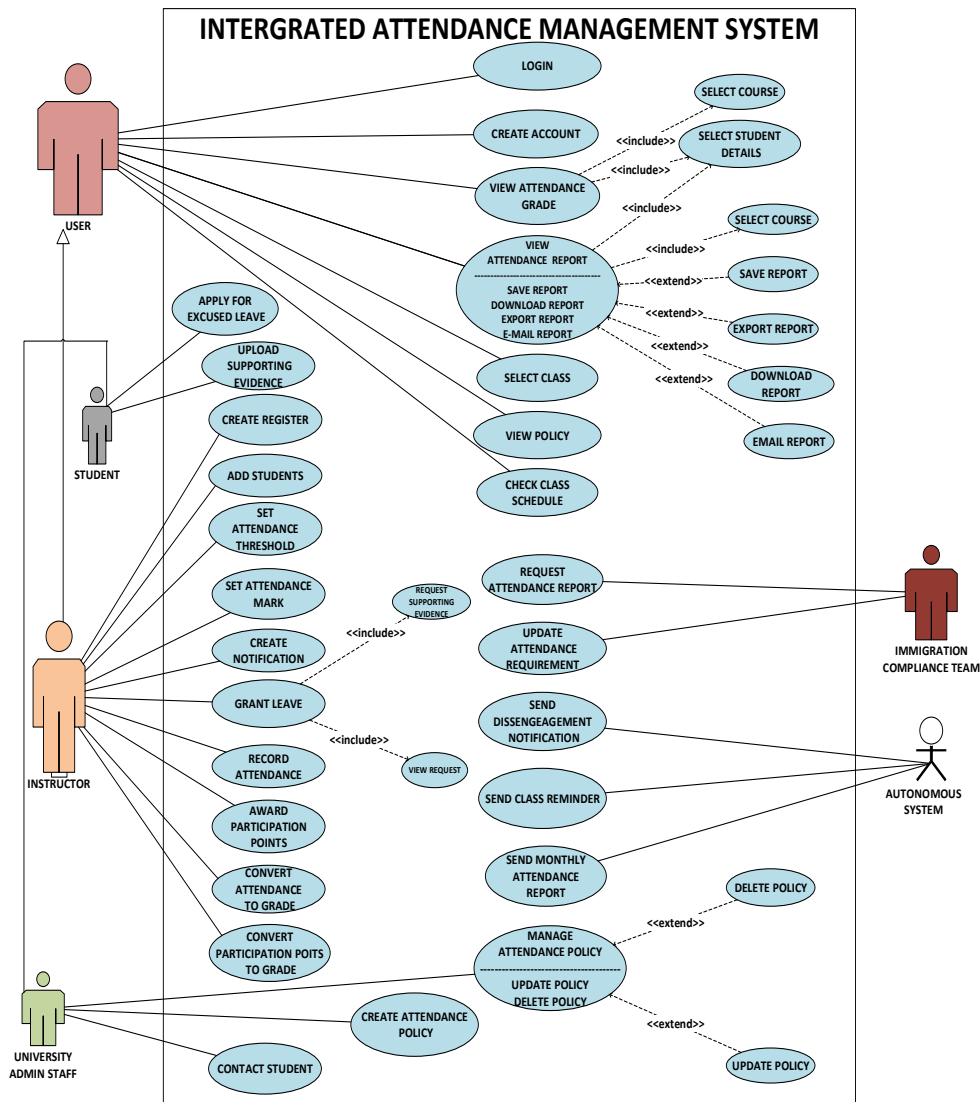 INTERGRATED ATTENDANCE MANAGEMENT SYSTEM
LOGIN
SELECT COURSE
CREATE ACCOUNT
<<include>>
SELECT STUDENT
DETAILS
<<include>>
VIEW ATTENDANCE
GRADE
<<include>>
USER
SELECT COURSE
VIEW
ATTENDANCE REPORT
<<include>>
SAVE REPORT
DOWNLOAD REPORT
EXPORT REPORT
E-MAIL REPORT
<<extend>>
SAVE REPORT
<<extend>>
EXPORT REPORT
<<extend>>
DOWNLOAD
REPORT
<<extend>>
EMAIL REPORT
APPLY FOR
EXCUSED LEAVE
UPLOAD
SUPPORTING
EVIDENCE
SELECT CLASS
CREATE REGISTER
VIEW POLICY
STUDENT
ADD STUDENTS
CHECK CLASS
SCHEDULE
SET
ATTENDANCE
THRESHOLD
REQUEST
ATTENDANCE REPORT
SET ATTENDANCE
MARK
REQUEST
SUPPORTING
EVIDENCE
<<include>>
CREATE
NOTIFICATION
UPDATE
ATTENDANCE
REQUIREMENT
IMMIGRATION
COMPLIANCE TEAM
GRANT LEAVE
SEND
DISSENGEAGEMENT
NOTIFICATION
<<include>>
RECORD
ATTENDANCE
VIEW REQUEST
INSTRUCTOR
SEND CLASS REMINDER
AUTONOMOUS
SYSTEM
AWARD
PARTICIPATION
POINTS
SEND MONTHLY
ATTENDANCE
REPORT
CONVERT
ATTENDANCE
TO GRADE
DELETE POLICY
<<extend>>
CONVERT
PARTICIPATION POITS
TO GRADE
MANAGE
ATTENDANCE POLICY
UPDATE POLICY
DELETE POLICY
CREATE ATTENDANCE
POLICY
<<extend>>
UNIVERSITY
ADMIN STAFF
CONTACT STUDENT
UPDATE POLICY